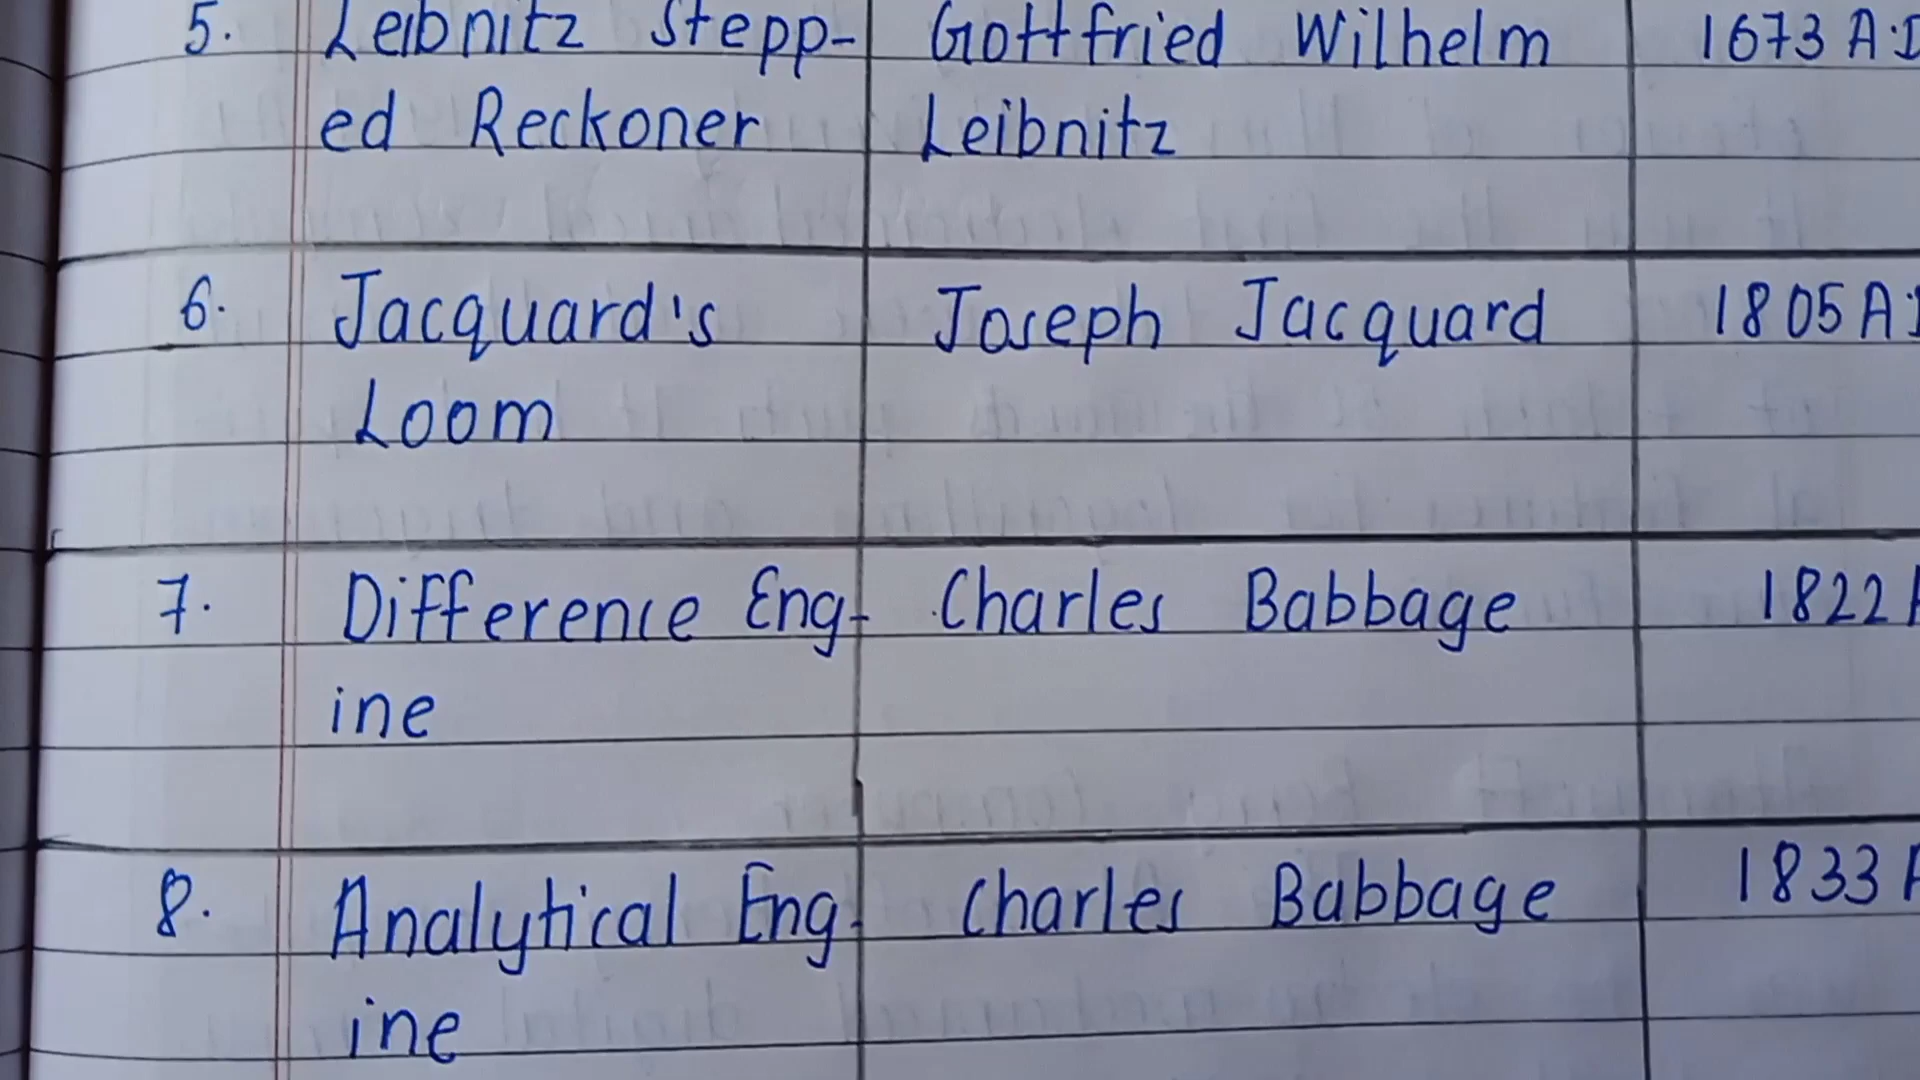 5. Leibnitz Stepp- Gottfried Wilhelm 1673 A.D
ed Reckoner Leibnitz
6. Jacquard's Joseph Jacquard 1805 A.D
Loom
7. Difference Eng- Charles Babbage 1822 A
ine
8. Analytical Eng- Charles Babbage 1833 A
ine